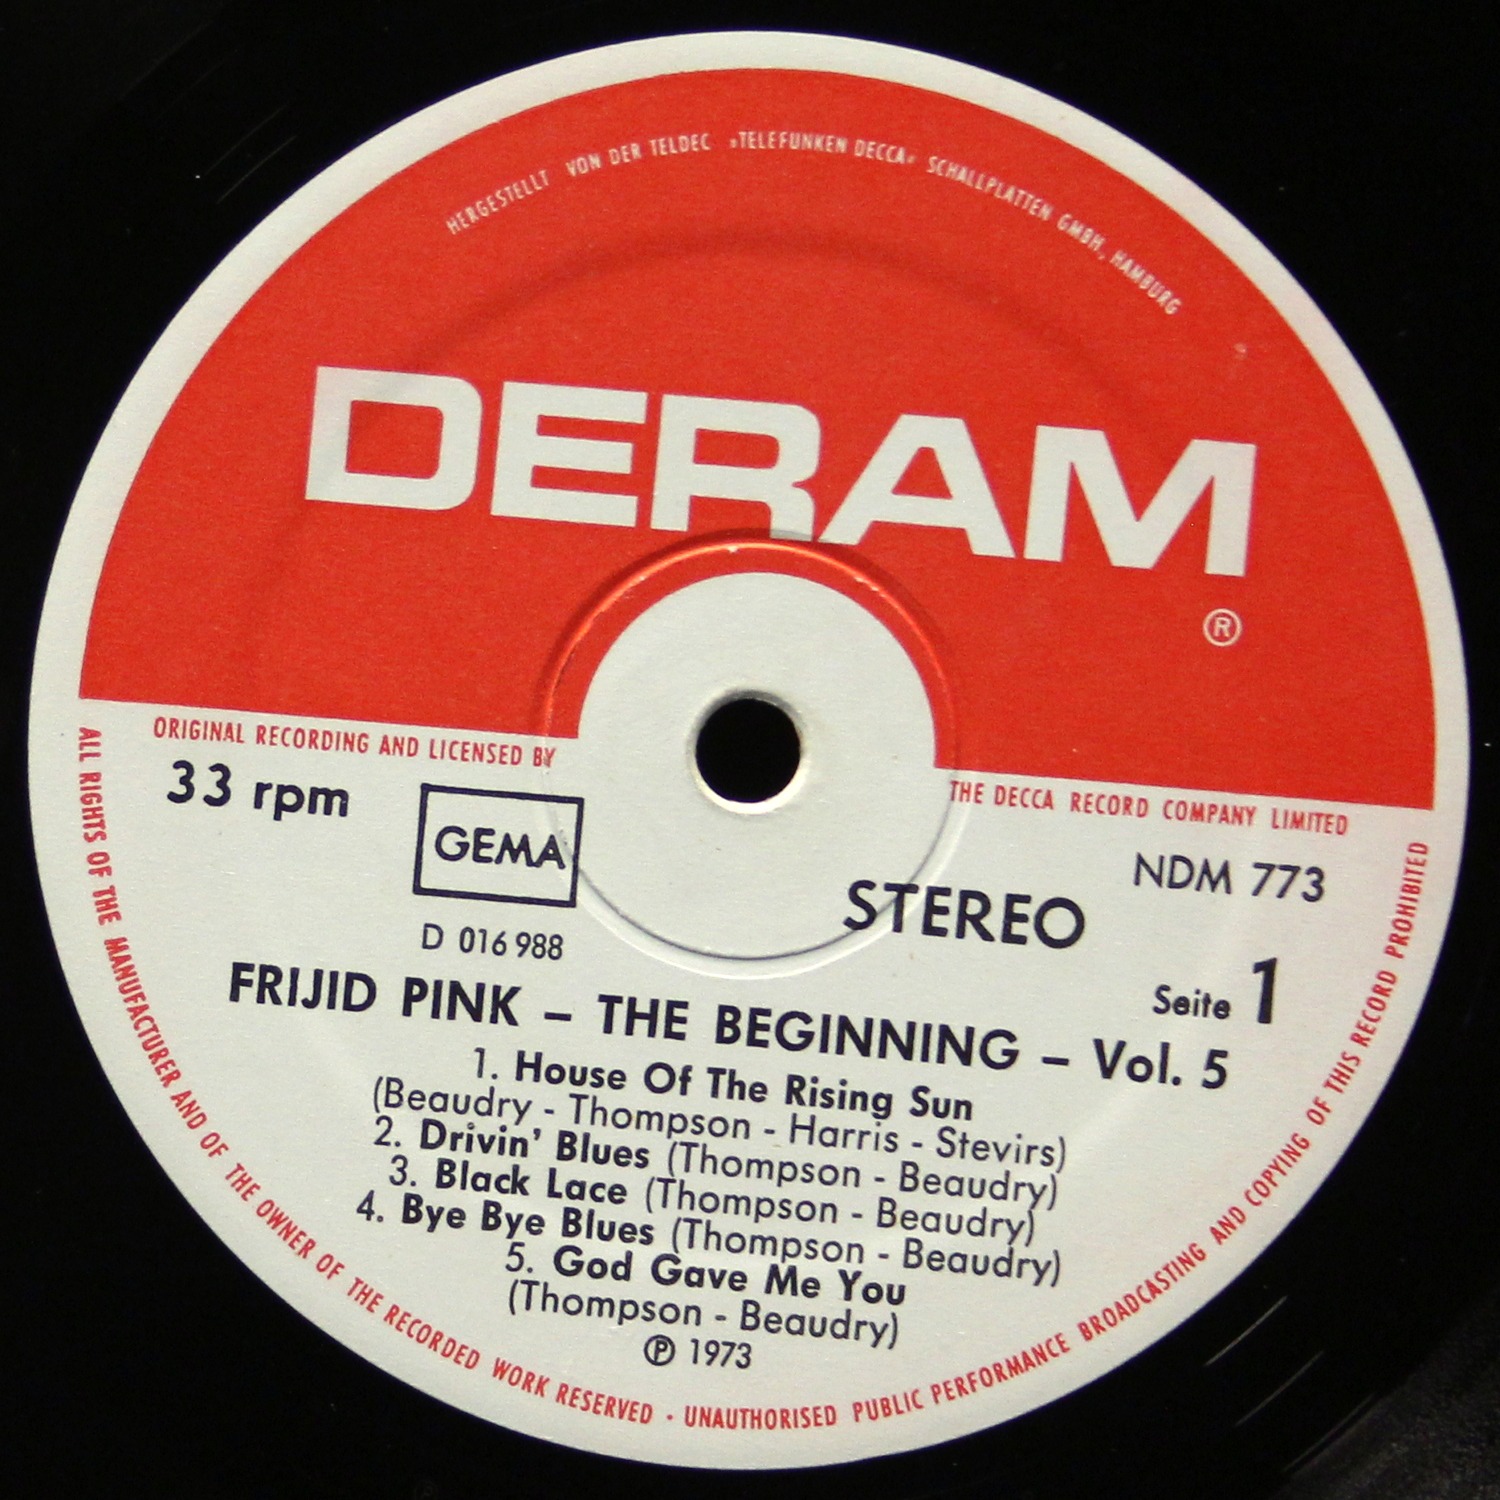 HERGESTELLT VON DER TELDEC »TELEFUNKEN DECCA« SCHALLPLATTEN GMBH, HAMBURG
DERAM
®
ORIGINAL RECORDING AND LICENSED BY
THE DECCA RECORD COMPANY LIMITED
33 rpm
GEMA
NDM 773
STEREO
D 016 988
Seite 1
FRIJID PINK – THE BEGINNING – Vol. 5
1. House Of The Rising Sun
(Beaudry - Thompson - Harris - Stevirs)
2. Drivin' Blues (Thompson - Beaudry)
3. Black Lace (Thompson - Beaudry)
4. Bye Bye Blues (Thompson - Beaudry)
5. God Gave Me You
(Thompson - Beaudry)
℗ 1973
ALL RIGHTS OF THE MANUFACTURER AND OF THE OWNER OF THE RECORDED WORK RESERVED · UNAUTHORISED PUBLIC PERFORMANCE BROADCASTING AND COPYING OF THIS RECORD PROHIBITED